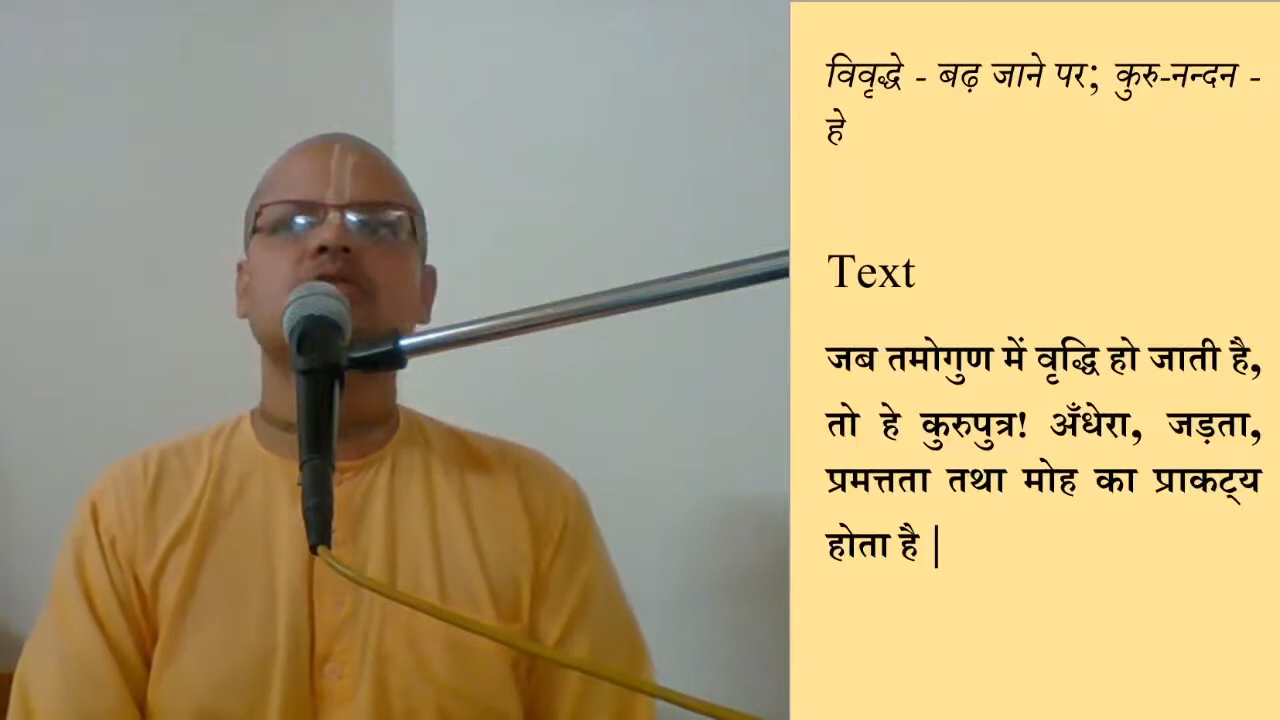 विवृद्धे - बढ़ जाने पर; कुरु-नन्दन -
हे
Text
जब तमोगुण में वृद्धि हो जाती है,
तो हे कुरुपुत्र! अँधेरा, जड़ता,
प्रमत्तता तथा मोह का प्राकट्य
होता है |